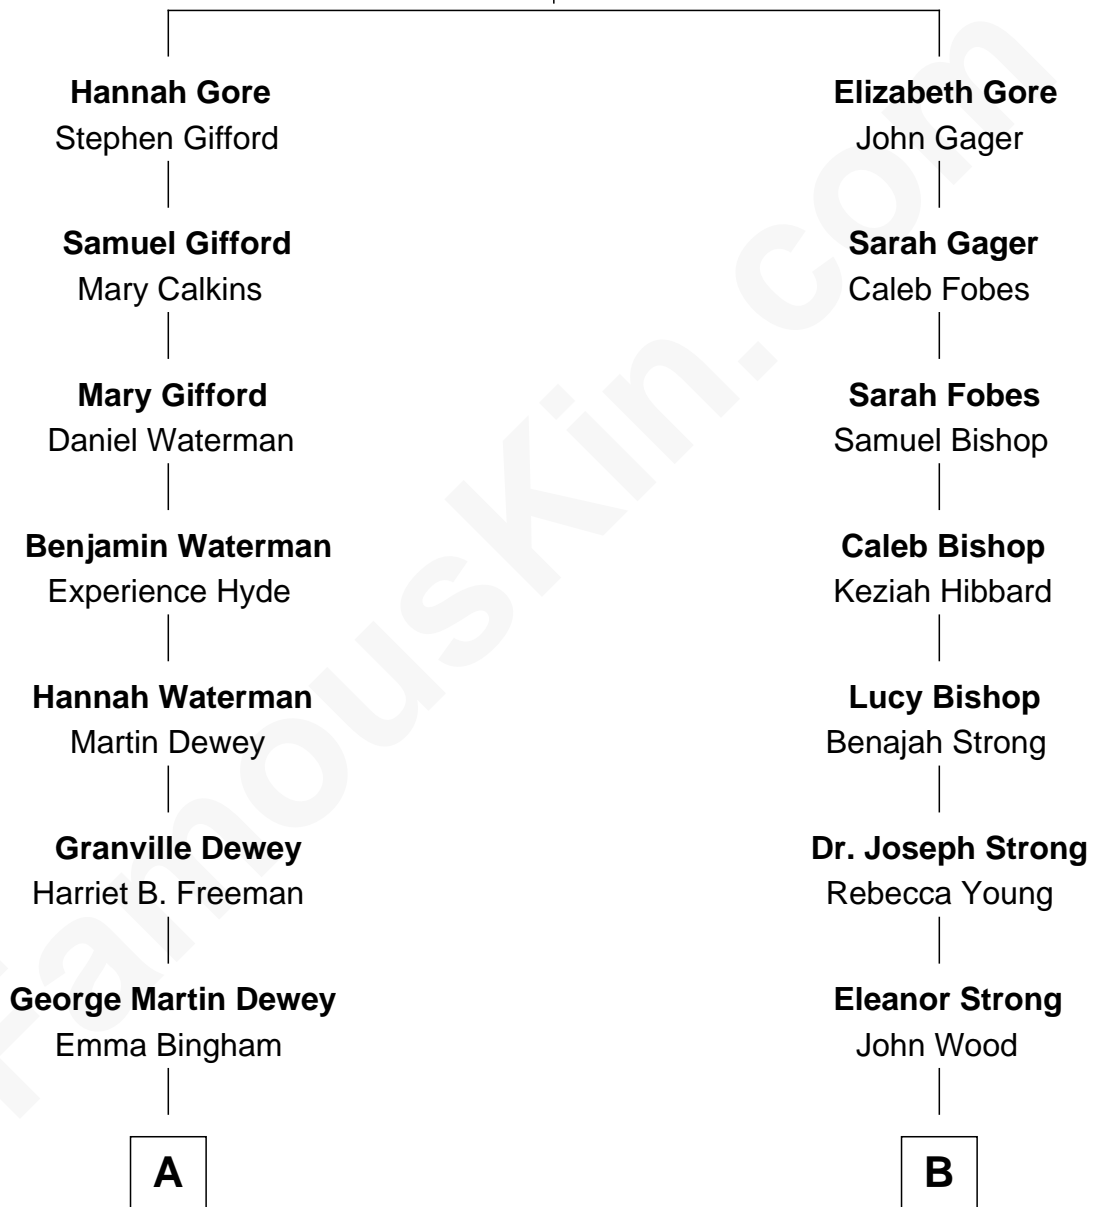 Hannah Gore
Stephen Gifford
Samuel Gifford
Mary Calkins
Mary Gifford
Daniel Waterman
Benjamin Waterman
Experience Hyde
Hannah Waterman
Martin Dewey
Granville Dewey
Harriet B. Freeman
George Martin Dewey
Emma Bingham
A
Elizabeth Gore
John Gager
Sarah Gager
Caleb Fobes
Sarah Fobes
Samuel Bishop
Caleb Bishop
Keziah Hibbard
Lucy Bishop
Benajah Strong
Dr. Joseph Strong
Rebecca Young
Eleanor Strong
John Wood
B
FamousKin.com